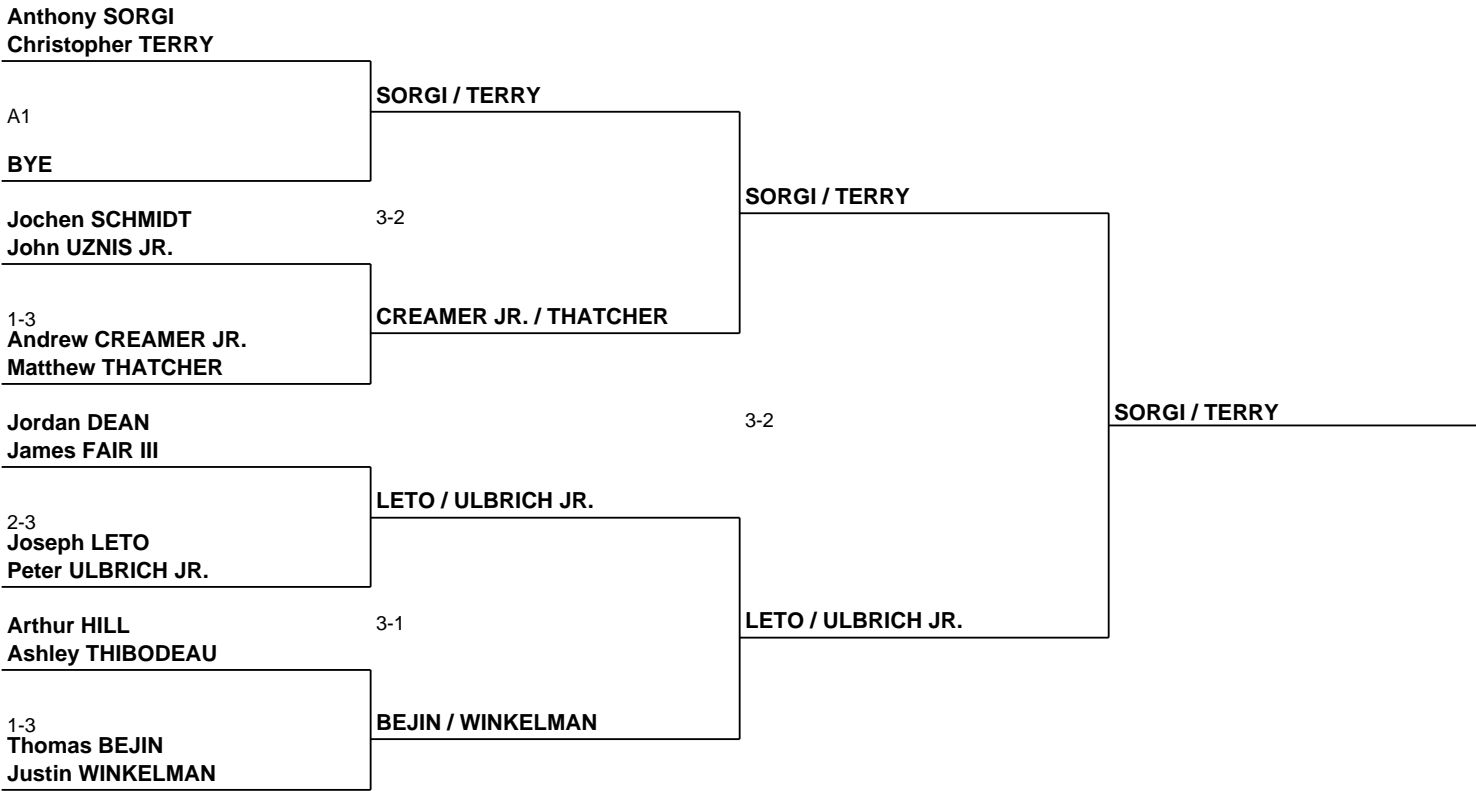 Anthony SORGI
Christopher TERRY
A1
BYE
SORGI / TERRY
Jochen SCHMIDT
John UZNIS JR.
1-3
Andrew CREAMER JR.
Matthew THATCHER
3-2
CREAMER JR. / THATCHER
SORGI / TERRY
Jordan DEAN
James FAIR III
2-3
Joseph LETO
Peter ULBRICH JR.
LETO / ULBRICH JR.
Arthur HILL
Ashley THIBODEAU
1-3
Thomas BEJIN
Justin WINKELMAN
3-1
BEJIN / WINKELMAN
3-2
LETO / ULBRICH JR.
SORGI / TERRY